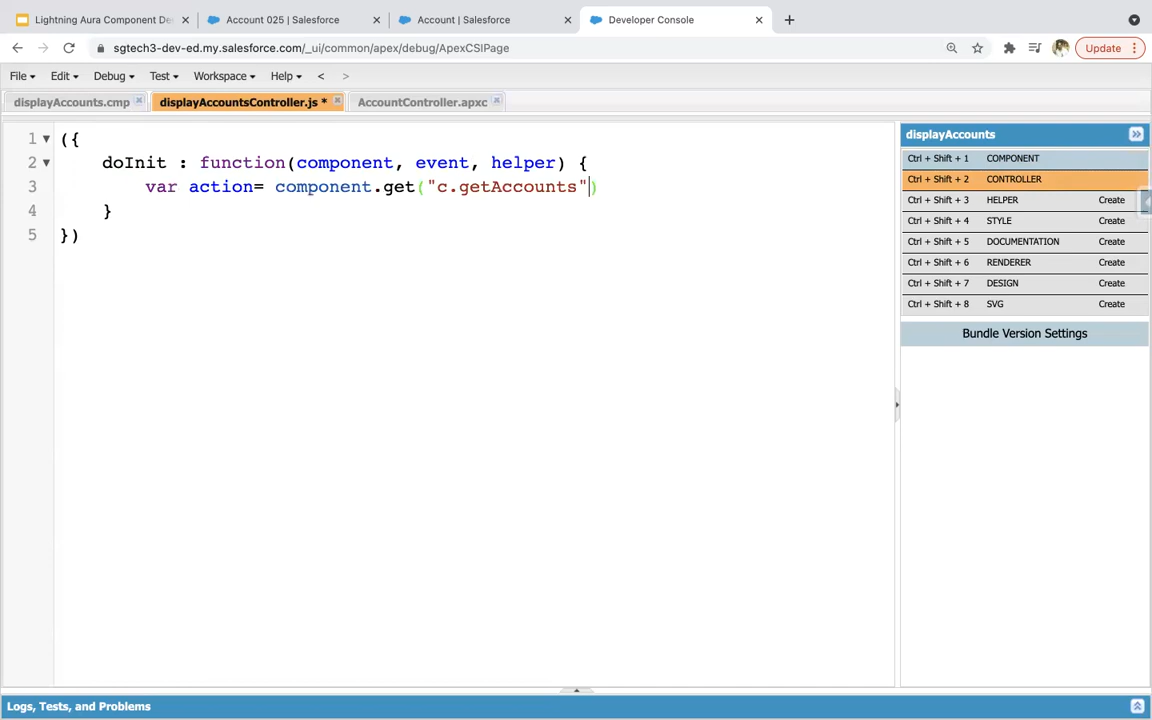 Lightning Aura Component De
Account 025 | Salesforce
Account | Salesforce
Developer Console
sgtech3-dev-ed.my.salesforce.com/_ui/common/apex/debug/ApexCSIPage
Update
File Edit Debug Test Workspace Help < >
displayAccounts.cmp
displayAccountsController.js *
AccountController.apxc
1 ({
2 doInit : function(component, event, helper) {
3 var action= component.get("c.getAccounts")
4 }
5 })
displayAccounts
Ctrl + Shift + 1 COMPONENT
Ctrl + Shift + 2 CONTROLLER
Ctrl + Shift + 3 HELPER Create
Ctrl + Shift + 4 STYLE Create
Ctrl + Shift + 5 DOCUMENTATION Create
Ctrl + Shift + 6 RENDERER Create
Ctrl + Shift + 7 DESIGN Create
Ctrl + Shift + 8 SVG Create
Bundle Version Settings
Logs, Tests, and Problems